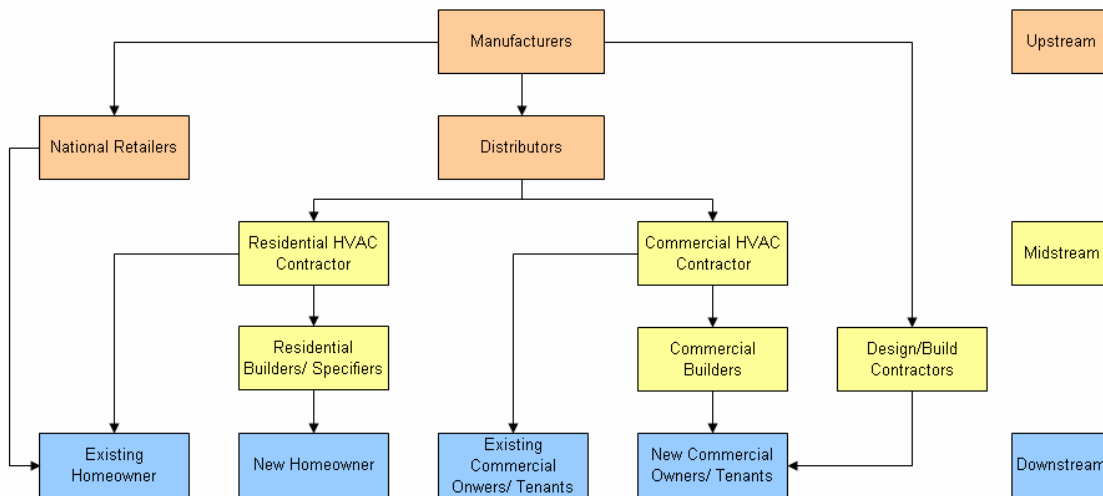 Manufacturers
Upstream
National Retailers
Distributors
Residential HVAC
Contractor
Commercial HVAC
Contractor
Midstream
Residential
Builders/ Specifiers
Commercial
Builders
Design/Build
Contractors
Existing
Homeowner
New Homeowner
Existing
Commercial
Onwers/ Tenants
New Commercial
Owners/ Tenants
Downstream